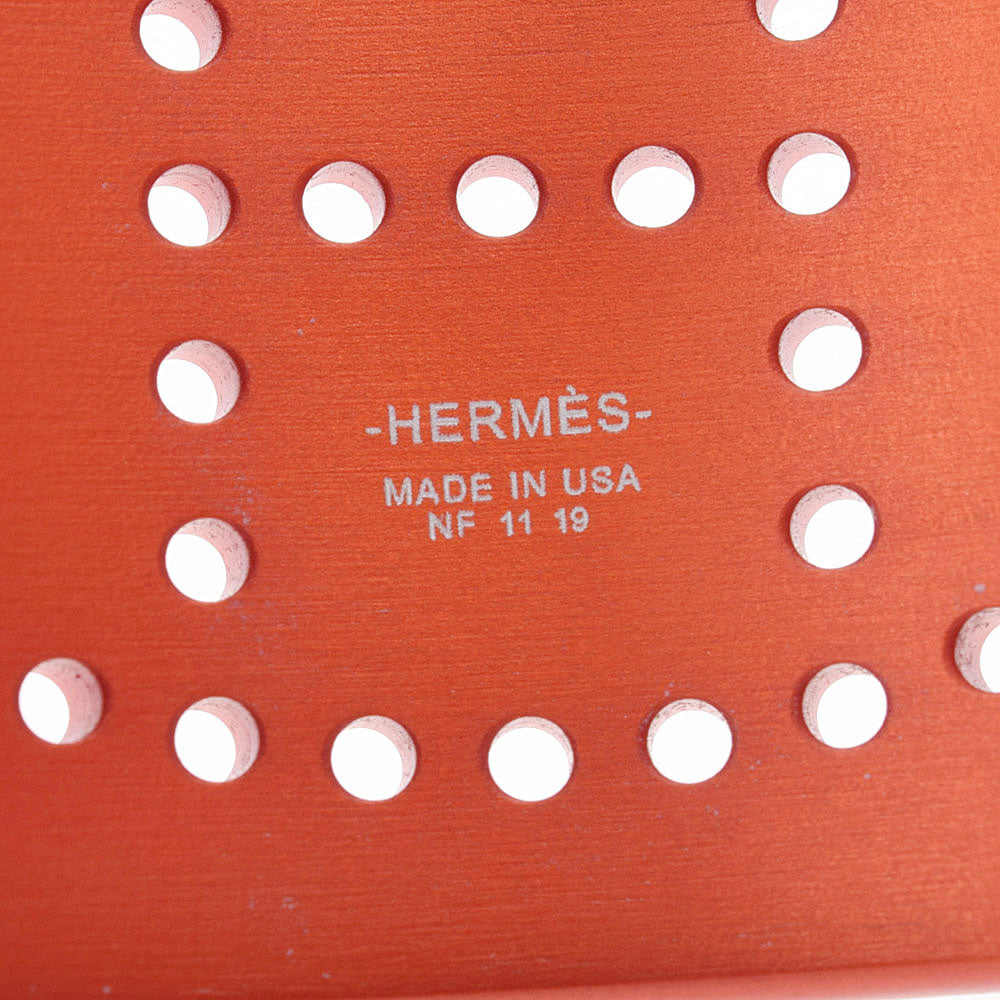 -HERMÈS-
MADE IN USA
NF 11 19